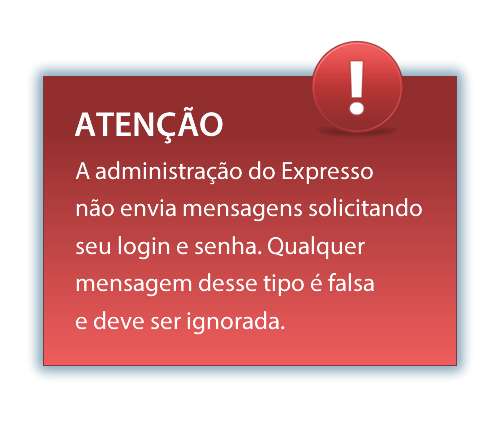 !
ATENÇÃO
A administração do Expresso
não envia mensagens solicitando
seu login e senha. Qualquer
mensagem desse tipo é falsa
e deve ser ignorada.